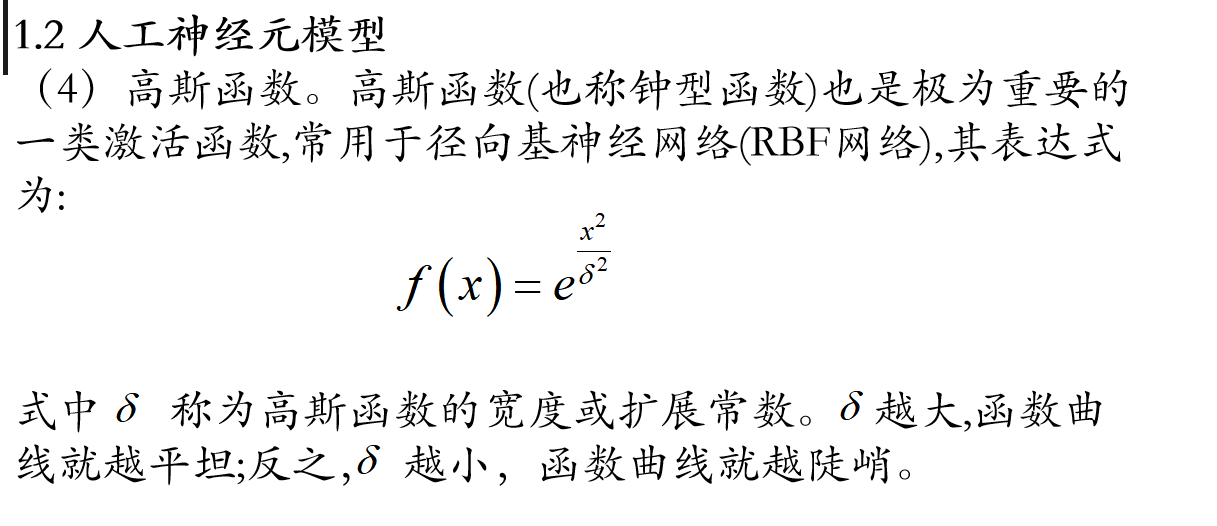 1.2 人工神经元模型
（4）高斯函数。高斯函数(也称钟型函数)也是极为重要的
一类激活函数,常用于径向基神经网络(RBF网络),其表达式
为:
f(x)=e^{x^2/δ^2}
式中 δ 称为高斯函数的宽度或扩展常数。δ 越大,函数曲
线就越平坦;反之,δ 越小，函数曲线就越陡峭。